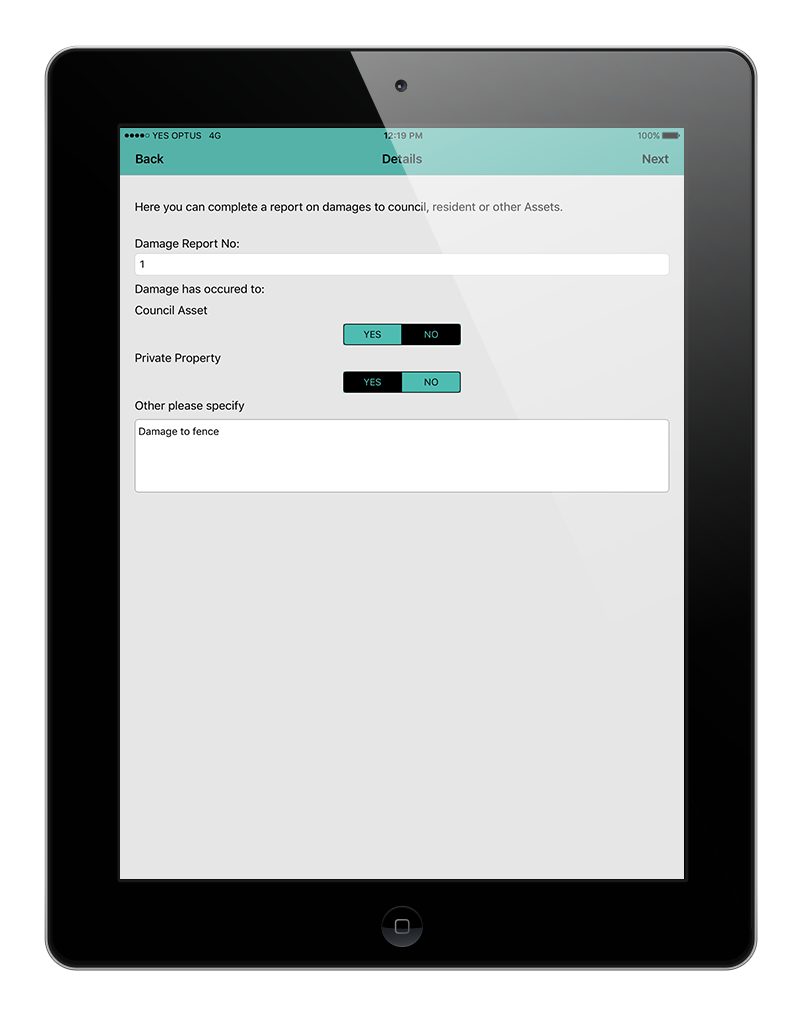 YES OPTUS 4G 12:19 PM 100%
Back Details Next
Here you can complete a report on damages to council, resident or other Assets.
Damage Report No:
1
Damage has occured to:
Council Asset
YES NO
Private Property
YES NO
Other please specify
Damage to fence